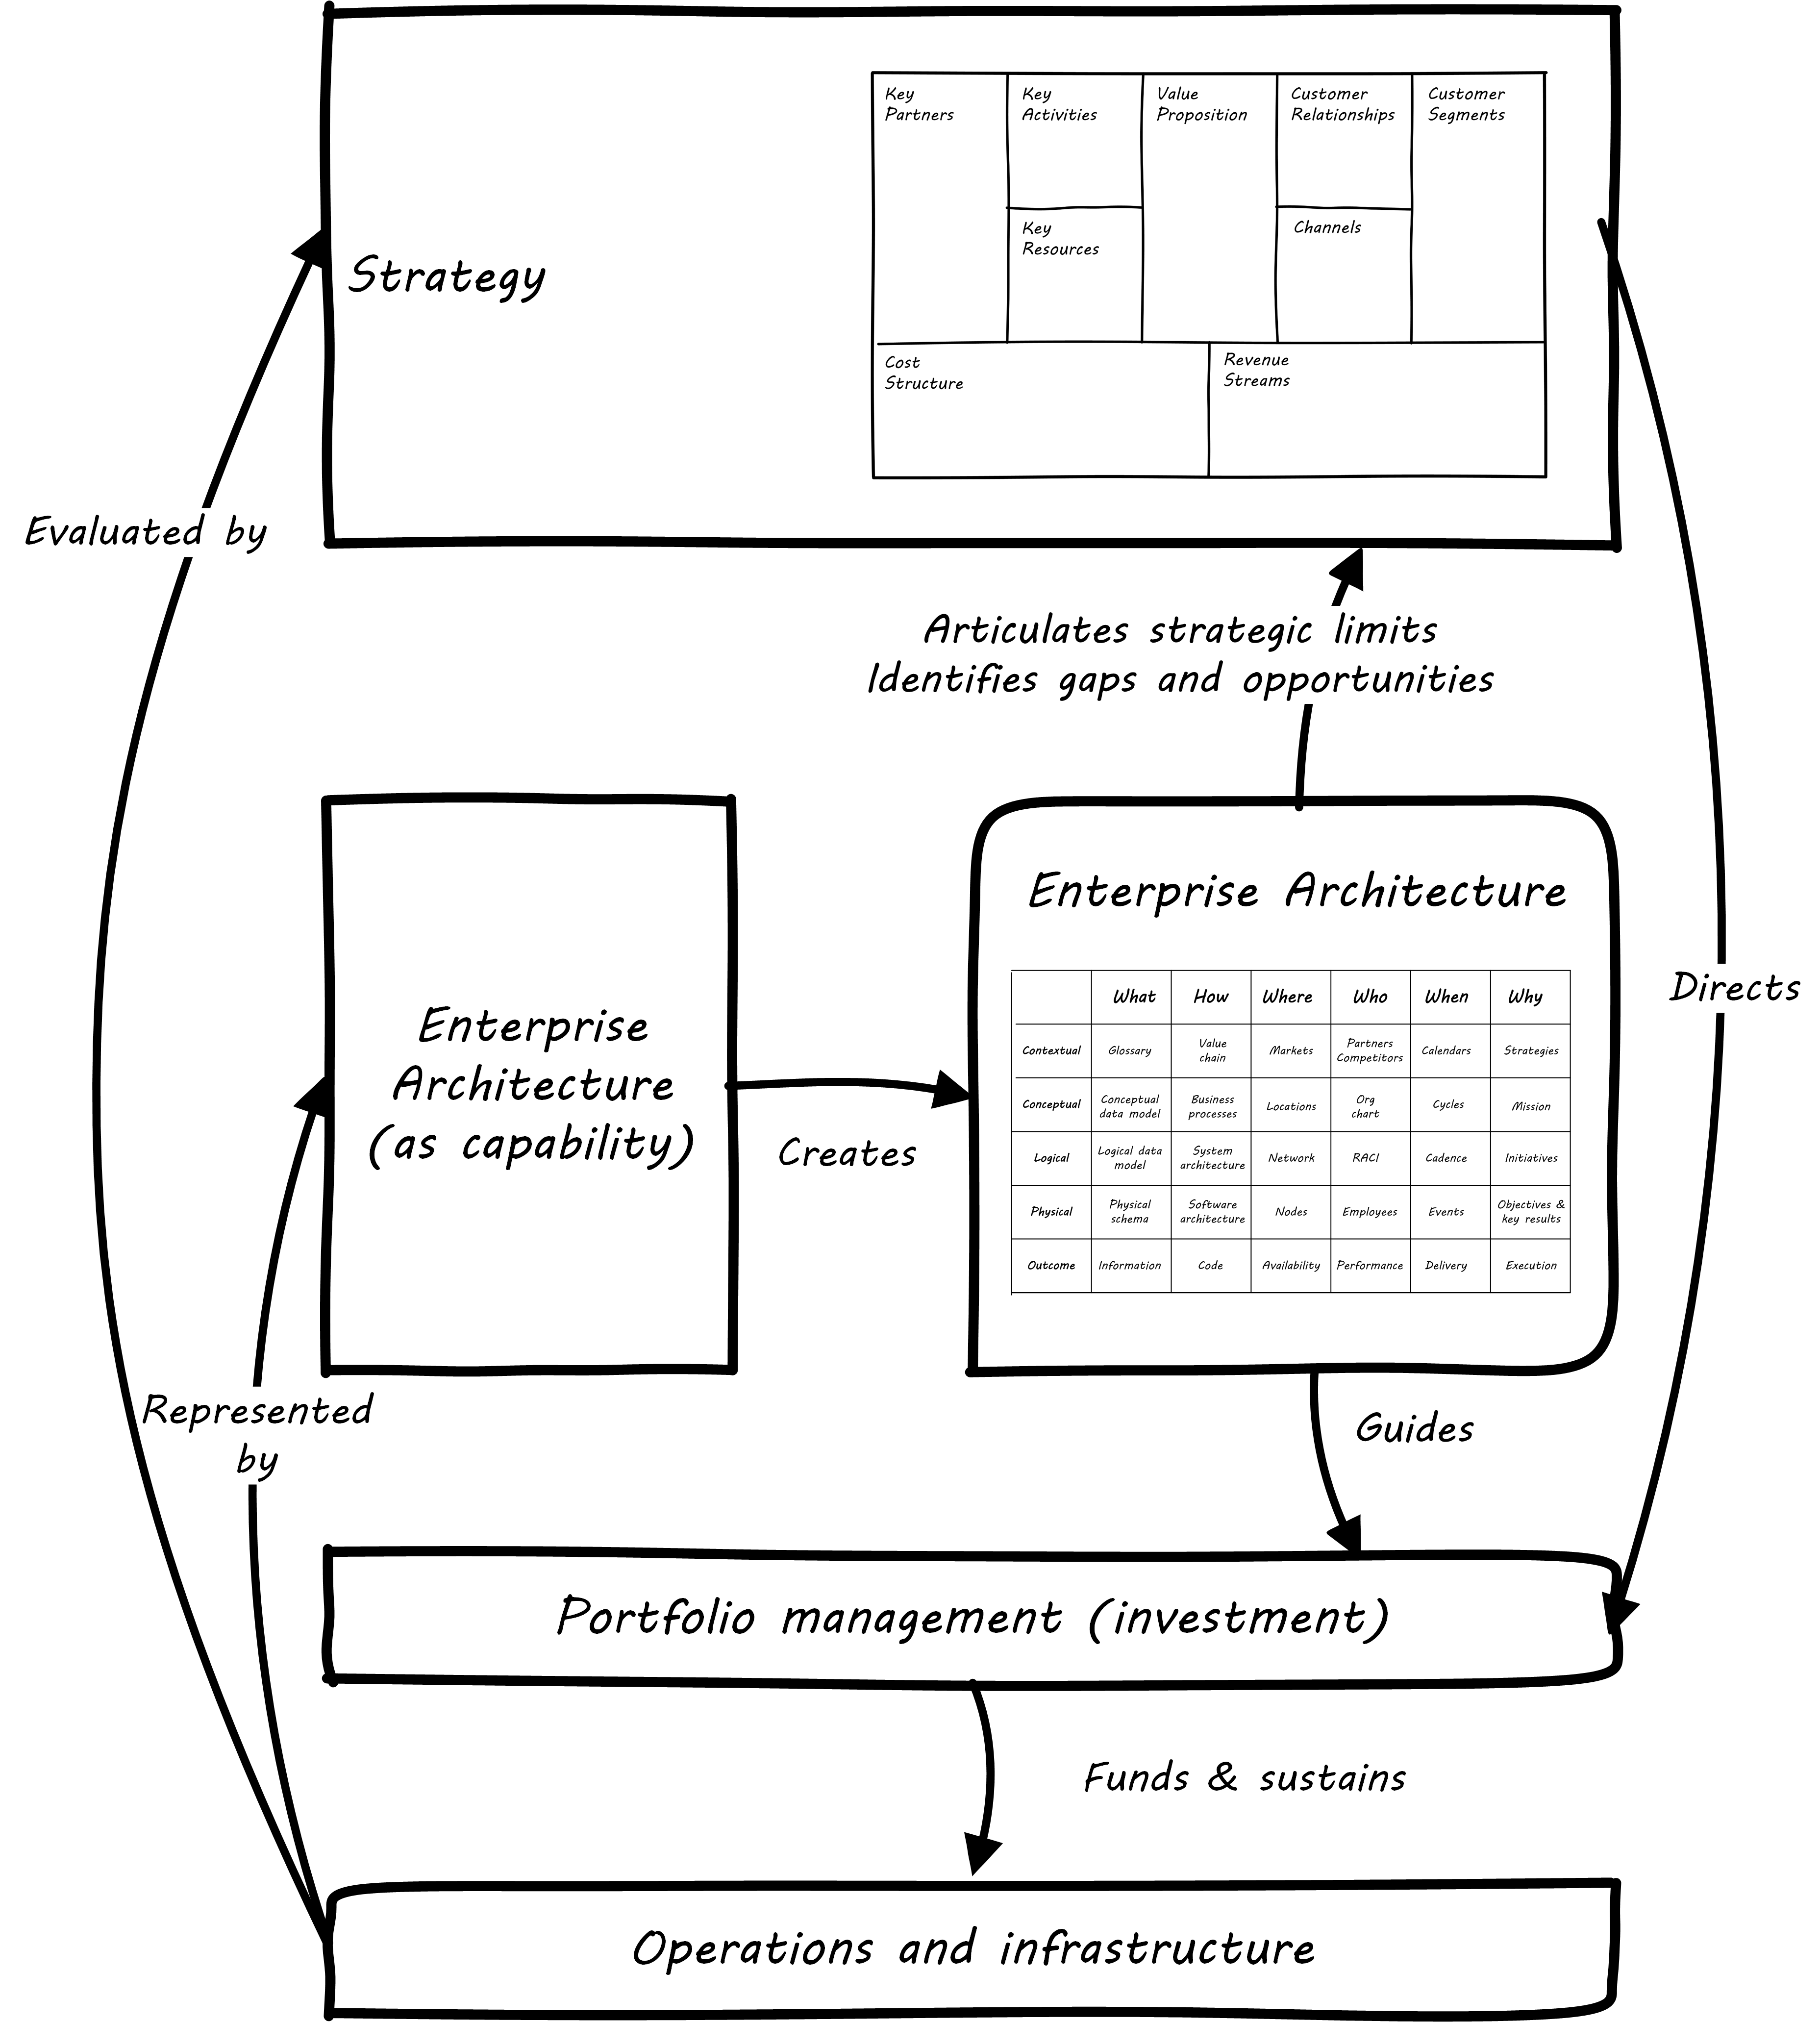 Key
Partners
Key
Activities
Value
Proposition
Customer
Relationships
Customer
Segments
Key
Resources
Channels
Strategy
Cost
Structure
Revenue
Streams
Evaluated by
Articulates strategic limits
Identifies gaps and opportunities
Enterprise
Architecture
(as capability)
Creates
Enterprise Architecture
What
How
Where
Who
When
Why
Contextual
Glossary
Value
chain
Markets
Partners
Competitors
Calendars
Strategies
Conceptual
Conceptual
data model
Business
processes
Locations
Org
chart
Cycles
Mission
Logical
Logical data
model
System
architecture
Network
RACI
Cadence
Initiatives
Physical
Physical
schema
Software
architecture
Nodes
Employees
Events
Objectives &
key results
Outcome
Information
Code
Availability
Performance
Delivery
Execution
Directs
Represented
by
Guides
Portfolio management (investment)
Funds & sustains
Operations and infrastructure